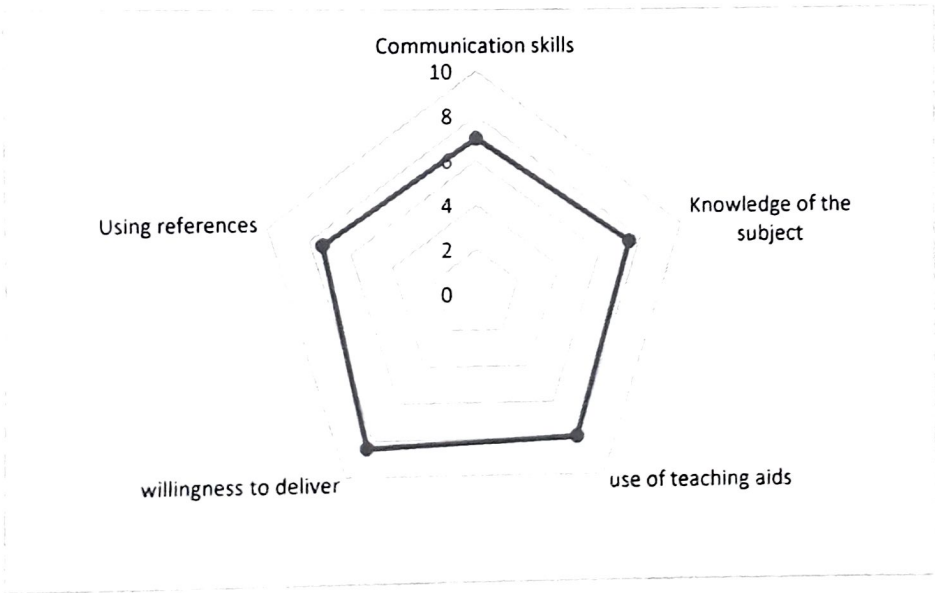 Communication skills
10
8
6
4
2
0
Knowledge of the
subject
Using references
willingness to deliver
use of teaching aids